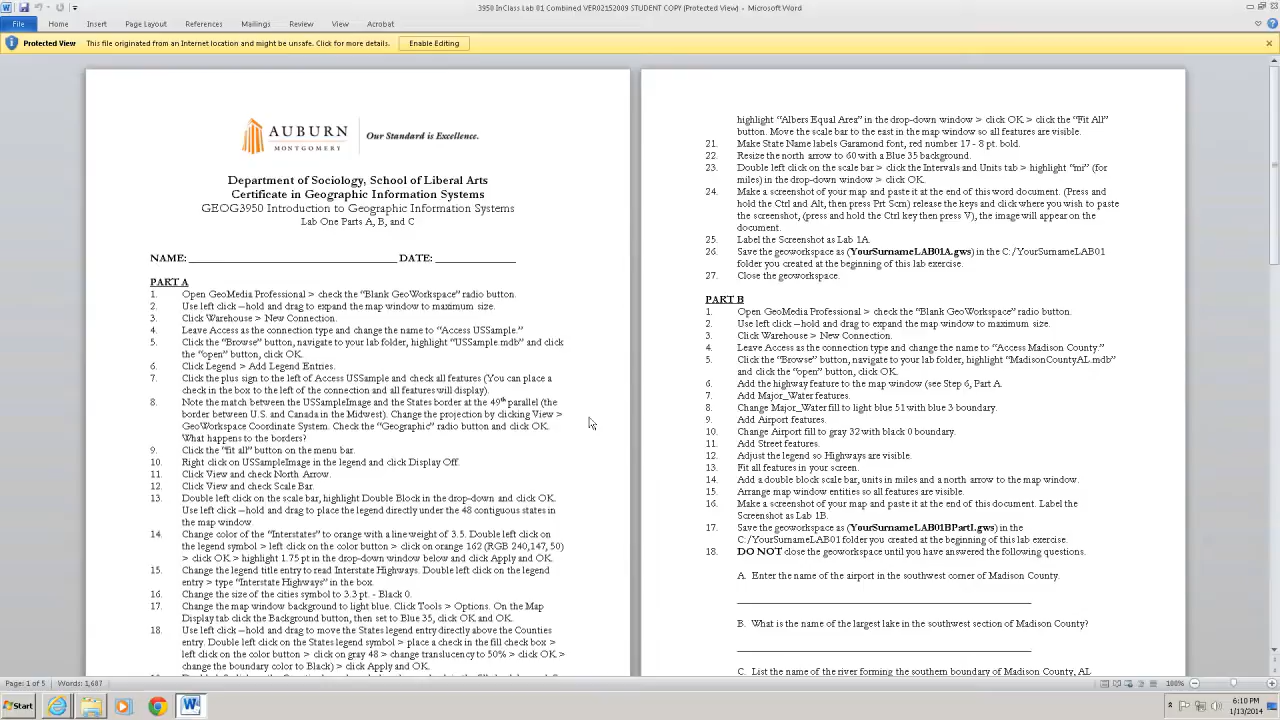 3950 InClass Lab 01 Combined VER02152009 STUDENT COPY (Protected View) - Microsoft Word
File Home Insert Page Layout References Mailings Review View Acrobat
Protected View This file originated from an Internet location and might be unsafe. Click for more details. Enable Editing
AUBURN
MONTGOMERY
Our Standard is Excellence.
Department of Sociology, School of Liberal Arts
Certificate in Geographic Information Systems
GEOG3950 Introduction to Geographic Information Systems
Lab One Parts A, B, and C
NAME: ________________ DATE: ________
PART A
1. Open GeoMedia Professional > check the "Blank GeoWorkspace" radio button.
2. Use left click –hold and drag to expand the map window to maximum size.
3. Click Warehouse > New Connection.
4. Leave Access as the connection type and change the name to "Access USSample."
5. Click the "Browse" button, navigate to your lab folder, highlight "USSample.mdb" and click
the "open" button, click OK.
6. Click Legend > Add Legend Entries.
7. Click the plus sign to the left of Access USSample and check all features (You can place a
check in the box to the left of the connection and all features will display).
8. Note the match between the USSampleImage and the States border at the 49th parallel (the
border between U.S. and Canada in the Midwest). Change the projection by clicking View >
GeoWorkspace Coordinate System. Check the "Geographic" radio button and click OK.
What happens to the borders?
9. Click the "fit all" button on the menu bar.
10. Right click on USSampleImage in the legend and click Display Off.
11. Click View and check North Arrow.
12. Click View and check Scale Bar.
13. Double left click on the scale bar, highlight Double Block in the drop-down and click OK.
Use left click –hold and drag to place the legend directly under the 48 contiguous states in
the map window.
14. Change color of the "Interstates" to orange with a line weight of 3.5. Double left click on
the legend symbol > left click on the color button > click on orange 162 (RGB 240,147, 50)
> click OK > highlight 1.75 pt in the drop-down window below and click Apply and OK.
15. Change the legend title entry to read Interstate Highways. Double left click on the legend
entry > type "Interstate Highways" in the box.
16. Change the size of the cities symbol to 3.3 pt. - Black 0.
17. Change the map window background to light blue. Click Tools > Options. On the Map
Display tab click the Background button, then set to Blue 35, click OK and OK.
18. Use left click –hold and drag to move the States legend entry directly above the Counties
entry. Double left click on the States legend symbol > place a check in the fill check box >
left click on the color button > click on gray 48 > change translucency to 50% > click OK >
change the boundary color to Black) > click Apply and OK.
highlight "Albers Equal Area" in the drop-down window > click OK > click the "Fit All"
button. Move the scale bar to the east in the map window so all features are visible.
21. Make State Name labels Garamond font, red number 17 - 8 pt. bold.
22. Resize the north arrow to 60 with a Blue 35 background.
23. Double left click on the scale bar > click the Intervals and Units tab > highlight "mi" (for
miles) in the drop-down window > click OK.
24. Make a screenshot of your map and paste it at the end of this word document. (Press and
hold the Ctrl and Alt, then press Prt Scrn) release the keys and click where you wish to paste
the screenshot, (press and hold the Ctrl key then press V), the image will appear on the
document.
25. Label the Screenshot as Lab 1A.
26. Save the geoworkspace as (YourSurnameLAB01A.gws) in the C:/YourSurnameLAB01
folder you created at the beginning of this lab exercise.
27. Close the geoworkspace.
PART B
1. Open GeoMedia Professional > check the "Blank GeoWorkspace" radio button.
2. Use left click –hold and drag to expand the map window to maximum size.
3. Click Warehouse > New Connection.
4. Leave Access as the connection type and change the name to "Access Madison County."
5. Click the "Browse" button, navigate to your lab folder, highlight "MadisonCountyAL.mdb"
and click the "open" button, click OK.
6. Add the highway feature to the map window (see Step 6, Part A.
7. Add Major_Water features.
8. Change Major_Water fill to light blue 51 with blue 3 boundary.
9. Add Airport features.
10. Change Airport fill to gray 32 with black 0 boundary.
11. Add Street features.
12. Adjust the legend so Highways are visible.
13. Fit all features in your screen.
14. Add a double block scale bar, units in miles and a north arrow to the map window.
15. Arrange map window entities so all features are visible.
16. Make a screenshot of your map and paste it at the end of this document. Label the
Screenshot as Lab 1B.
17. Save the geoworkspace as (YourSurnameLAB01BPartI.gws) in the
C:/YourSurnameLAB01 folder you created at the beginning of this lab exercise.
18. DO NOT close the geoworkspace until you have answered the following questions.
A. Enter the name of the airport in the southwest corner of Madison County.
B. What is the name of the largest lake in the southwest section of Madison County?
C. List the name of the river forming the southern boundary of Madison County, AL
Page: 1 of 5 Words: 1,687
100%
Start
6:10 PM
1/13/2014